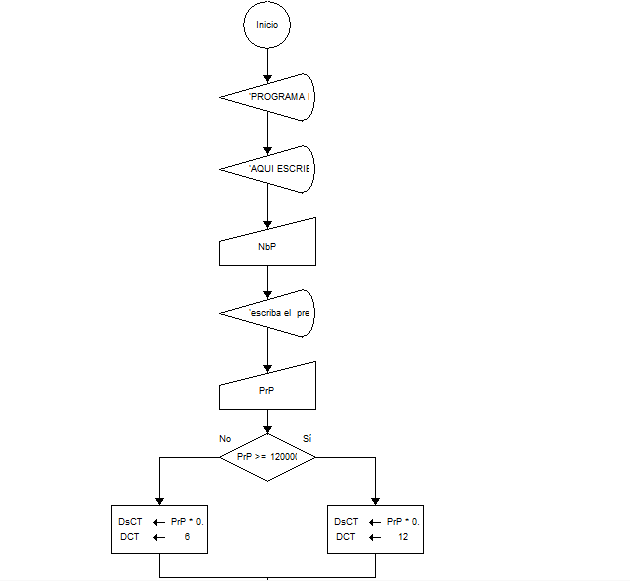 Inicio
'PROGRAMA
'AQUI ESCRIE
NbP
'escriba el pre
PrP
No Sí
PrP >= 12000
DsCT ← PrP * 0. DsCT ← PrP * 0.
DCT ← 6 DCT ← 12